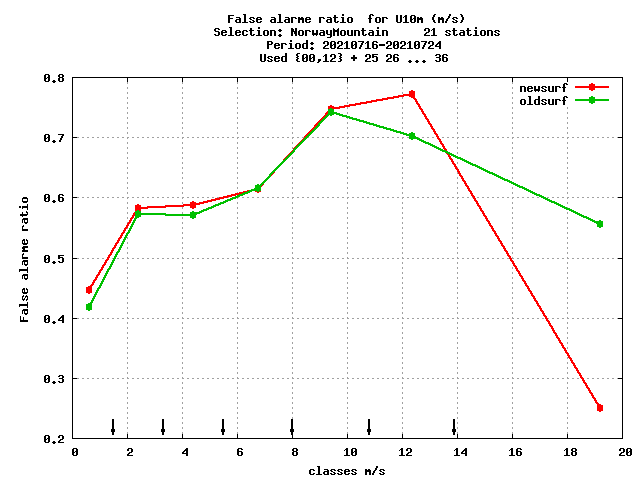 False alarme ratio  for U10m (m/s)
Selection: NorwayMountain     21 stations
Period: 20210716-20210724
Used {00,12} + 25 26 ... 36
newsurf
oldsurf
False alarme ratio
0.8
0.7
0.6
0.5
0.4
0.3
0.2
0 2 4 6 8 10 12 14 16 18 20
classes m/s